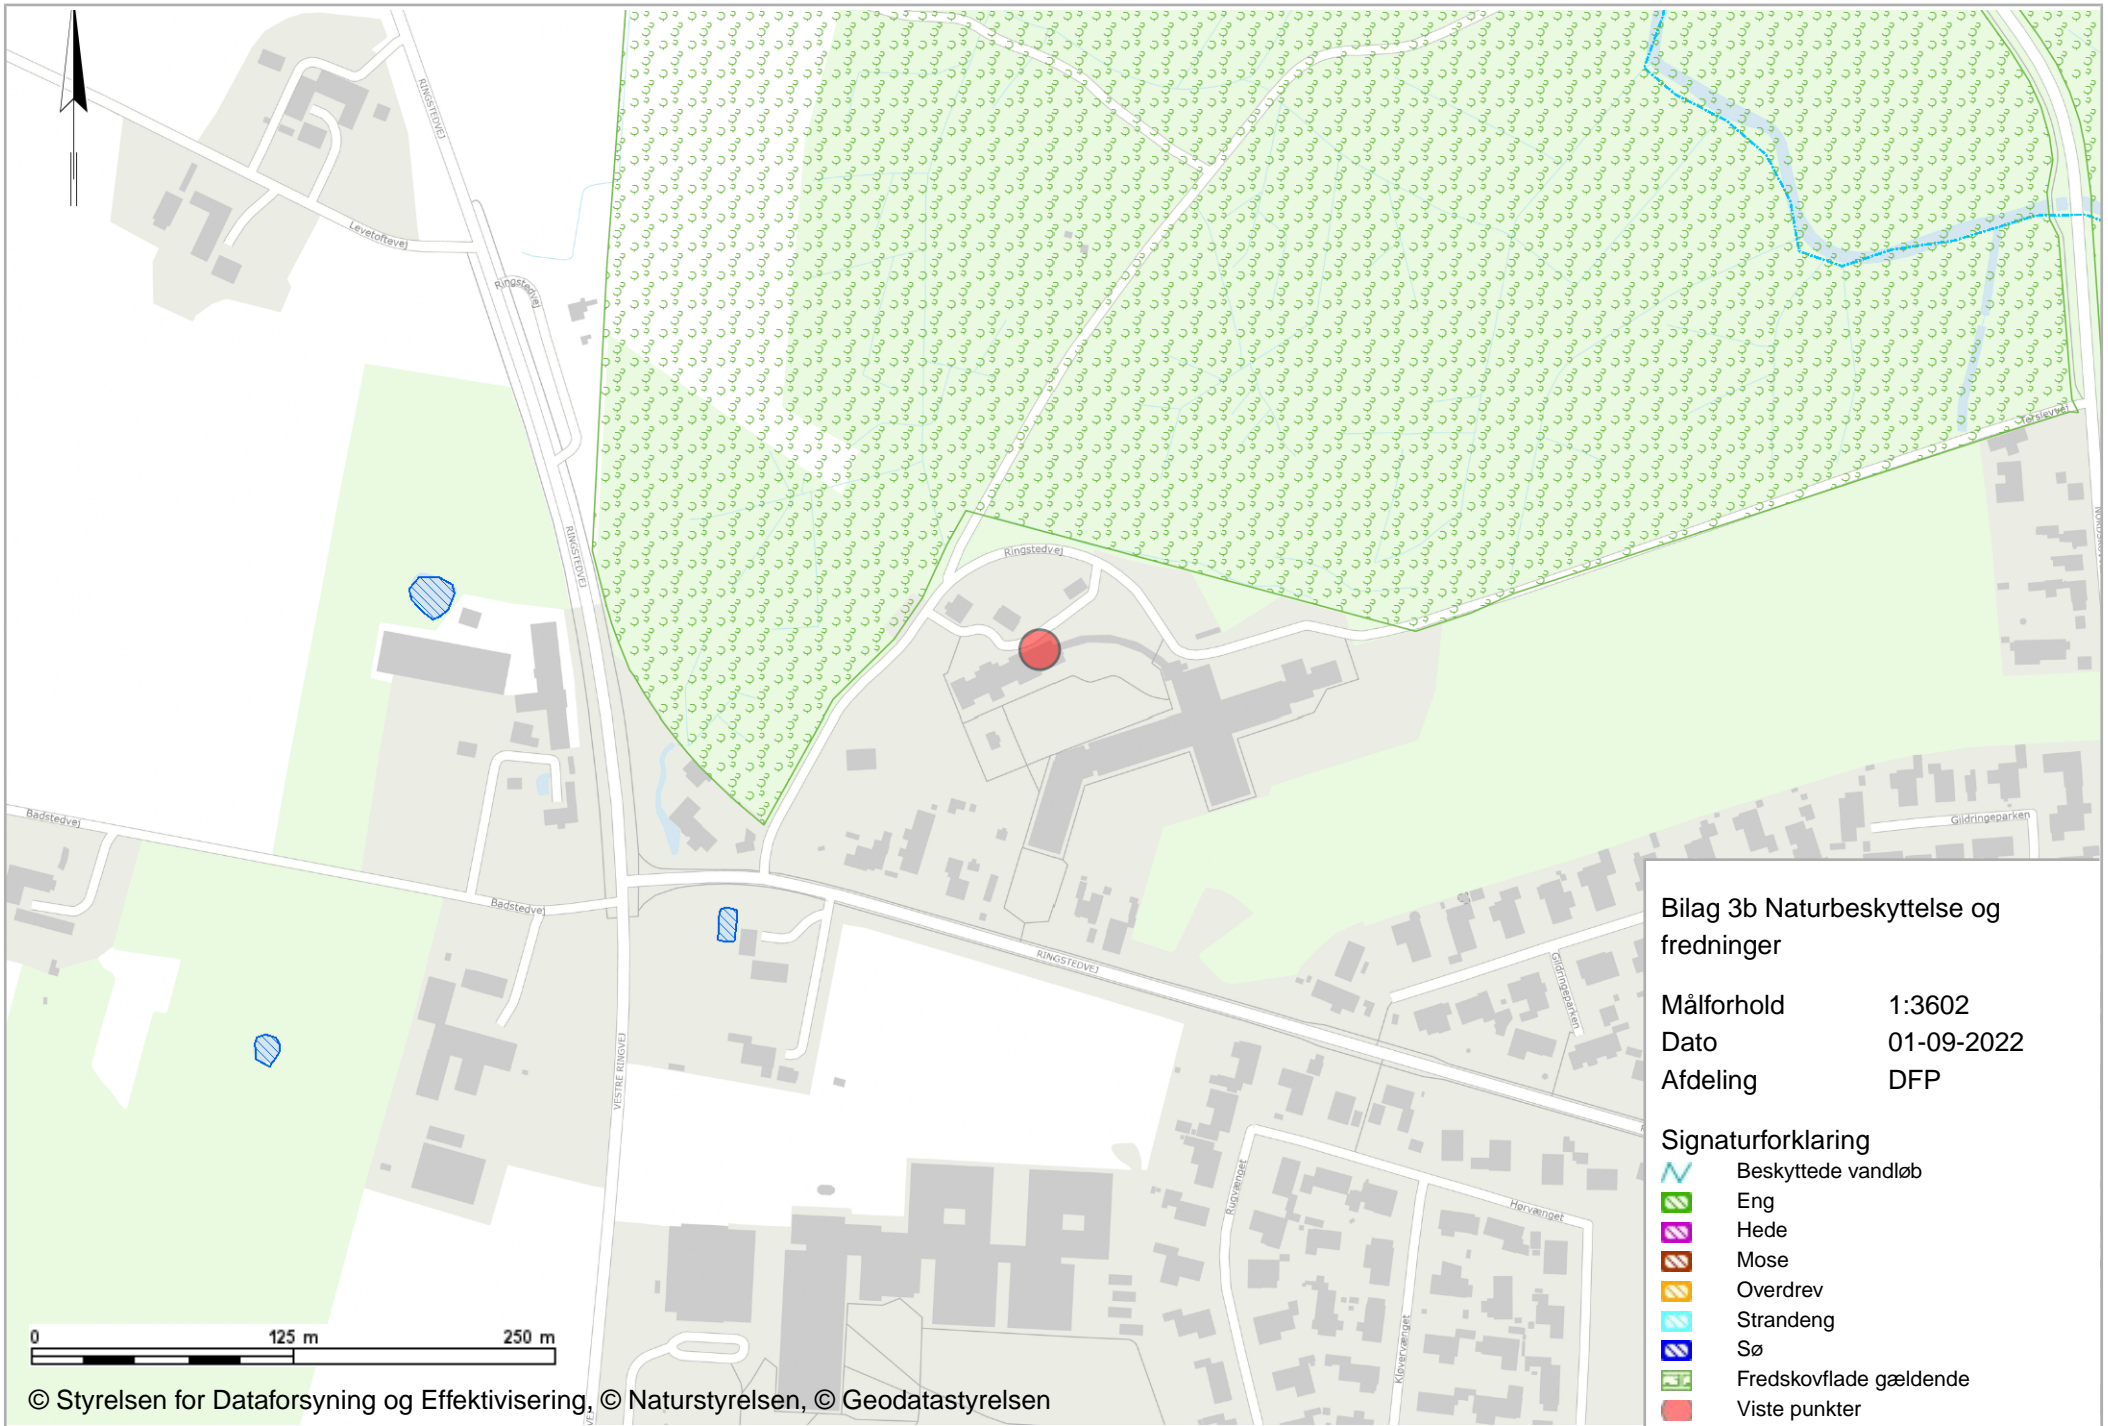 RINGSTEDVEJ
Levetoftevej
Ringstedvej
RINGSTEDVEJ
Ringstedvej
Terslevvej
Badstedvej
Badstedvej
Gildringeparken
Gildringeparken
RINGSTEDVEJ
VESTRE RINGVEJ
Rugvænget
Hørvænget
Kløvervænget
Bilag 3b Naturbeskyttelse og
fredninger
Målforhold 1:3602
Dato 01-09-2022
Afdeling DFP
Signaturforklaring
Beskyttede vandløb
Eng
Hede
Mose
Overdrev
Strandeng
Sø
Fredskovflade gældende
Viste punkter
0 125 m 250 m
© Styrelsen for Dataforsyning og Effektivisering, © Naturstyrelsen, © Geodatastyrelsen